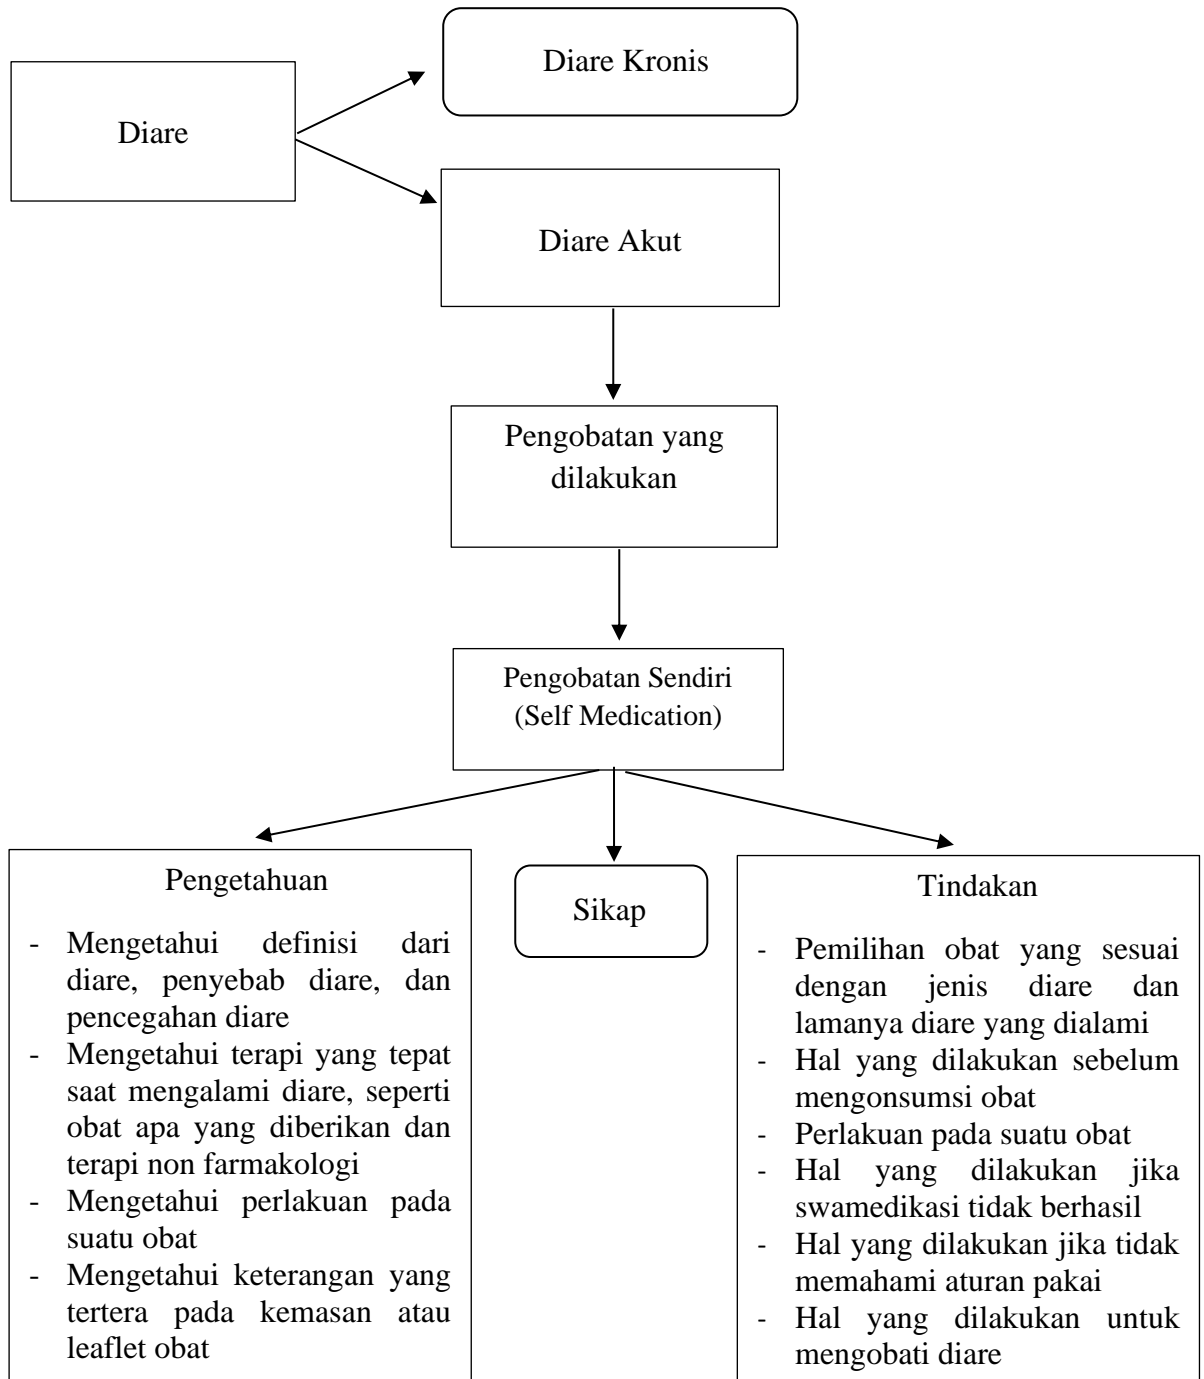 Diare Kronis
Diare
Diare Akut
Pengobatan yang
dilakukan
Pengobatan Sendiri
(Self Medication)
Pengetahuan
- Mengetahui definisi dari
diare, penyebab diare, dan
pencegahan diare
- Mengetahui terapi yang tepat
saat mengalami diare, seperti
obat apa yang diberikan dan
terapi non farmakologi
- Mengetahui perlakuan pada
suatu obat
- Mengetahui keterangan yang
tertera pada kemasan atau
leaflet obat
Sikap
Tindakan
- Pemilihan obat yang sesuai
dengan jenis diare dan
lamanya diare yang dialami
- Hal yang dilakukan sebelum
mengonsumsi obat
- Perlakuan pada suatu obat
- Hal yang dilakukan jika
swamedikasi tidak berhasil
- Hal yang dilakukan jika tidak
memahami aturan pakai
- Hal yang dilakukan untuk
mengobati diare